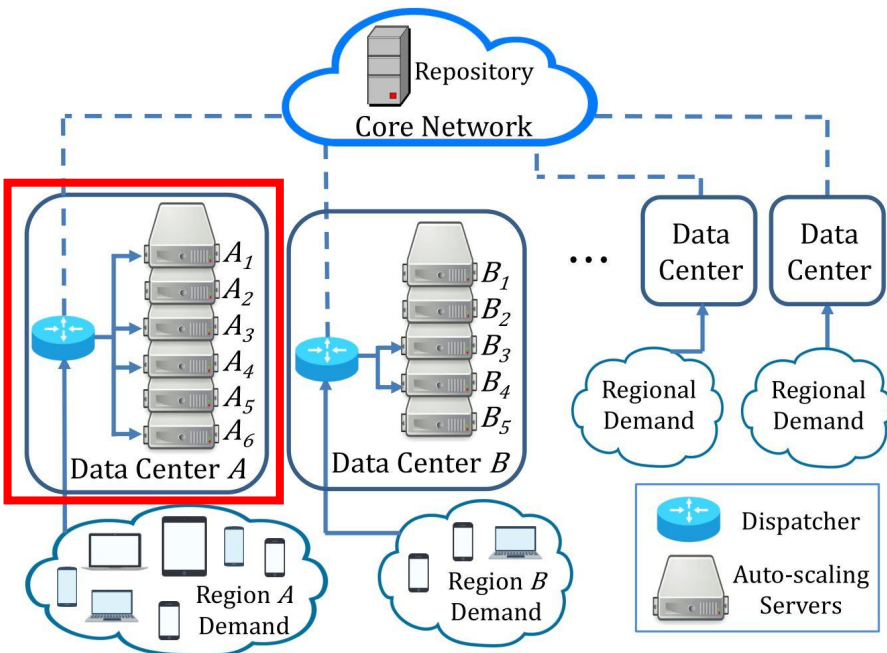 Repository
Core Network
A1
A2
A3
A4
A5
A6
Data Center A
B1
B2
B3
B4
B5
Data Center B
...
Data
Center
Data
Center
Regional
Demand
Regional
Demand
Region A
Demand
Region B
Demand
Dispatcher
Auto-scaling
Servers